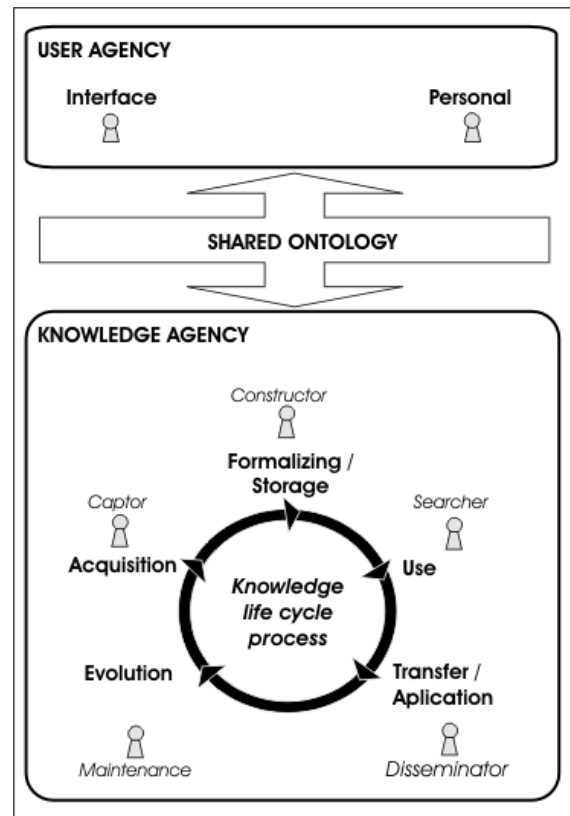 USER AGENCY
Interface
Personal
SHARED ONTOLOGY
KNOWLEDGE AGENCY
Constructor
Formalizing /
Storage
Captor
Searcher
Acquisition
Use
Knowledge
life cycle
process
Evolution
Transfer /
Aplication
Maintenance
Disseminator